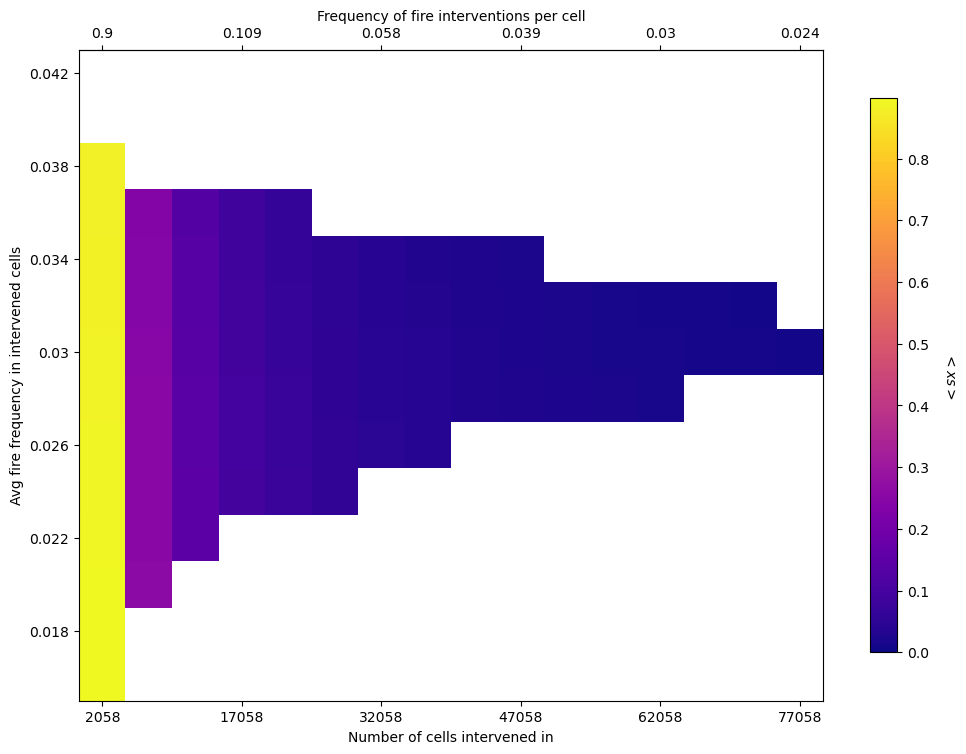 Frequency of fire interventions per cell
0.9 0.109 0.058 0.039 0.03 0.024
0.042
0.038
0.034
0.03
0.026
0.022
0.018
Avg fire frequency in intervened cells
2058 17058 32058 47058 62058 77058
Number of cells intervened in
0.8
0.7
0.6
0.5
0.4
0.3
0.2
0.1
0.0
< sx >